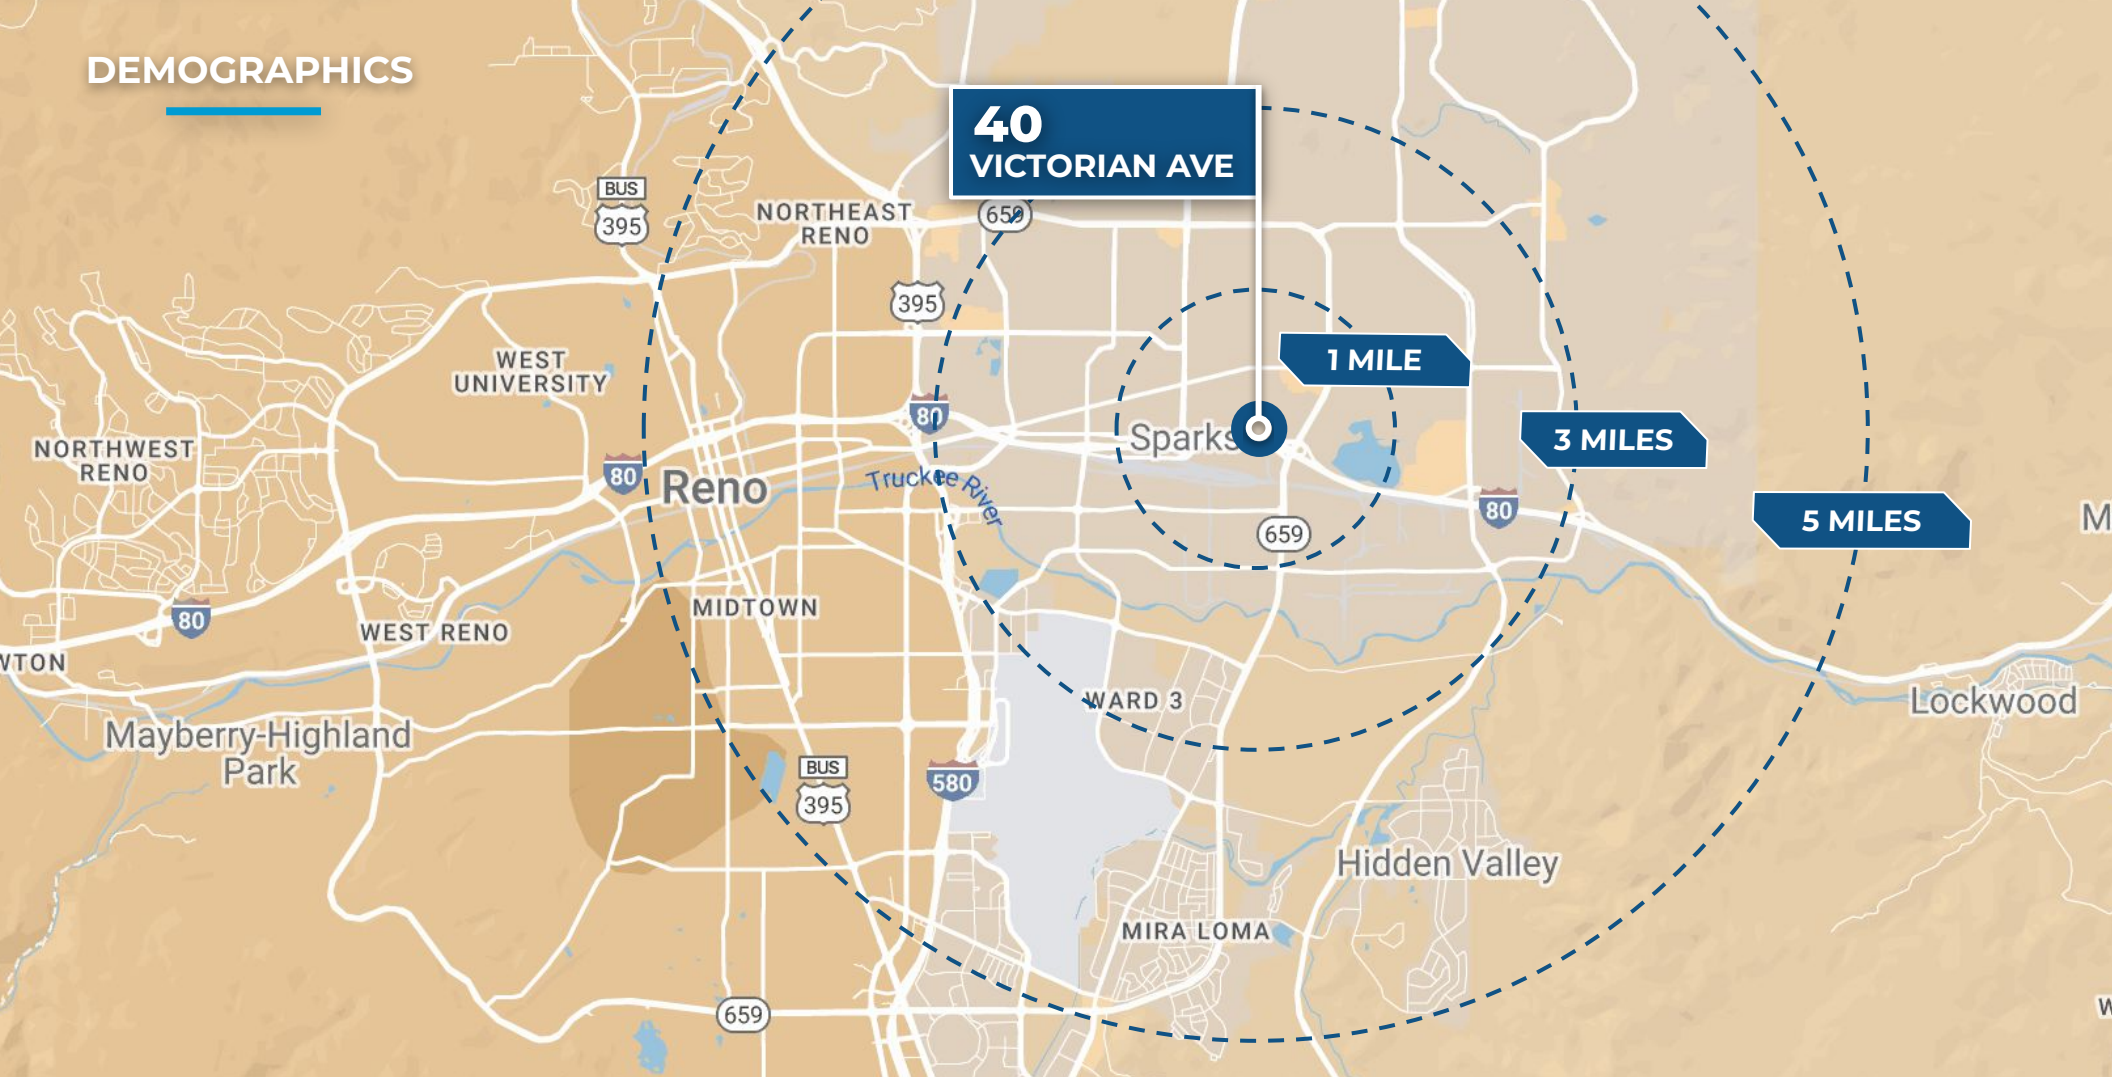 DEMOGRAPHICS
40
VICTORIAN AVE
BUS
395
NORTHEAST
RENO
659
395
1 MILE
WEST
UNIVERSITY
80
3 MILES
NORTHWEST
RENO
Sparks
80
Reno
Truckee River
80
5 MILES
659
80
MIDTOWN
WEST RENO
WTON
WARD 3
Lockwood
Mayberry-Highland
Park
BUS
395
580
Hidden Valley
MIRA LOMA
659